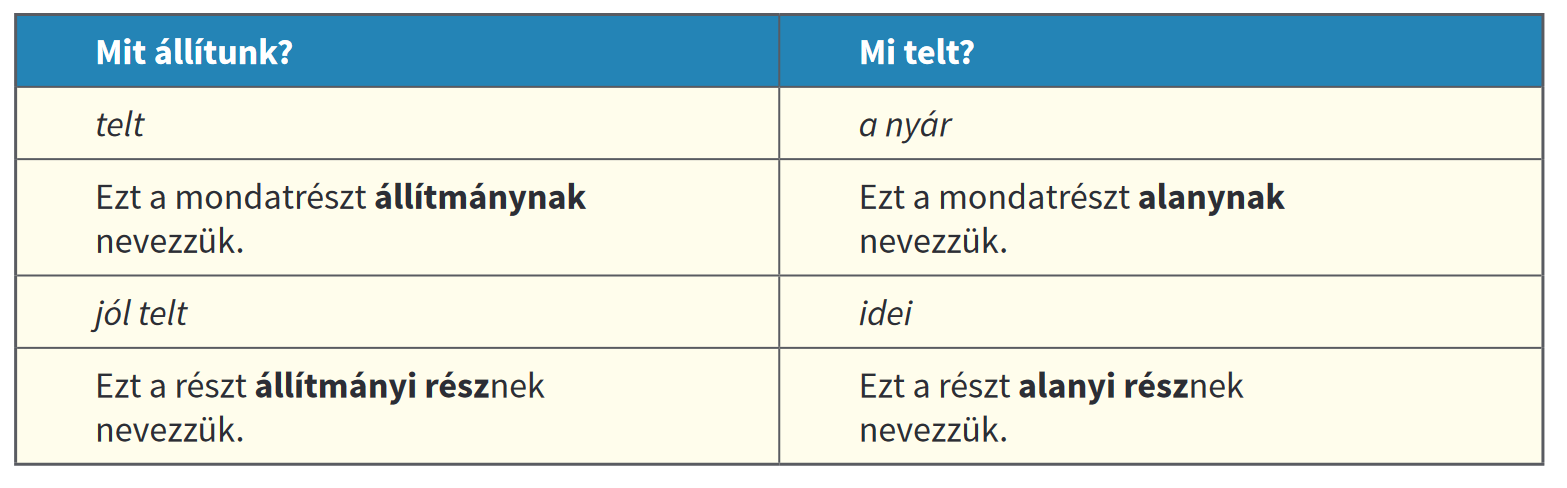 Mit állítunk?
Mi telt?
telt
a nyár
Ezt a mondatrészt állítmánynak
nevezzük.
Ezt a mondatrészt alanynak
nevezzük.
jól telt
idei
Ezt a részt állítmányi résznek
nevezzük.
Ezt a részt alanyi résznek
nevezzük.